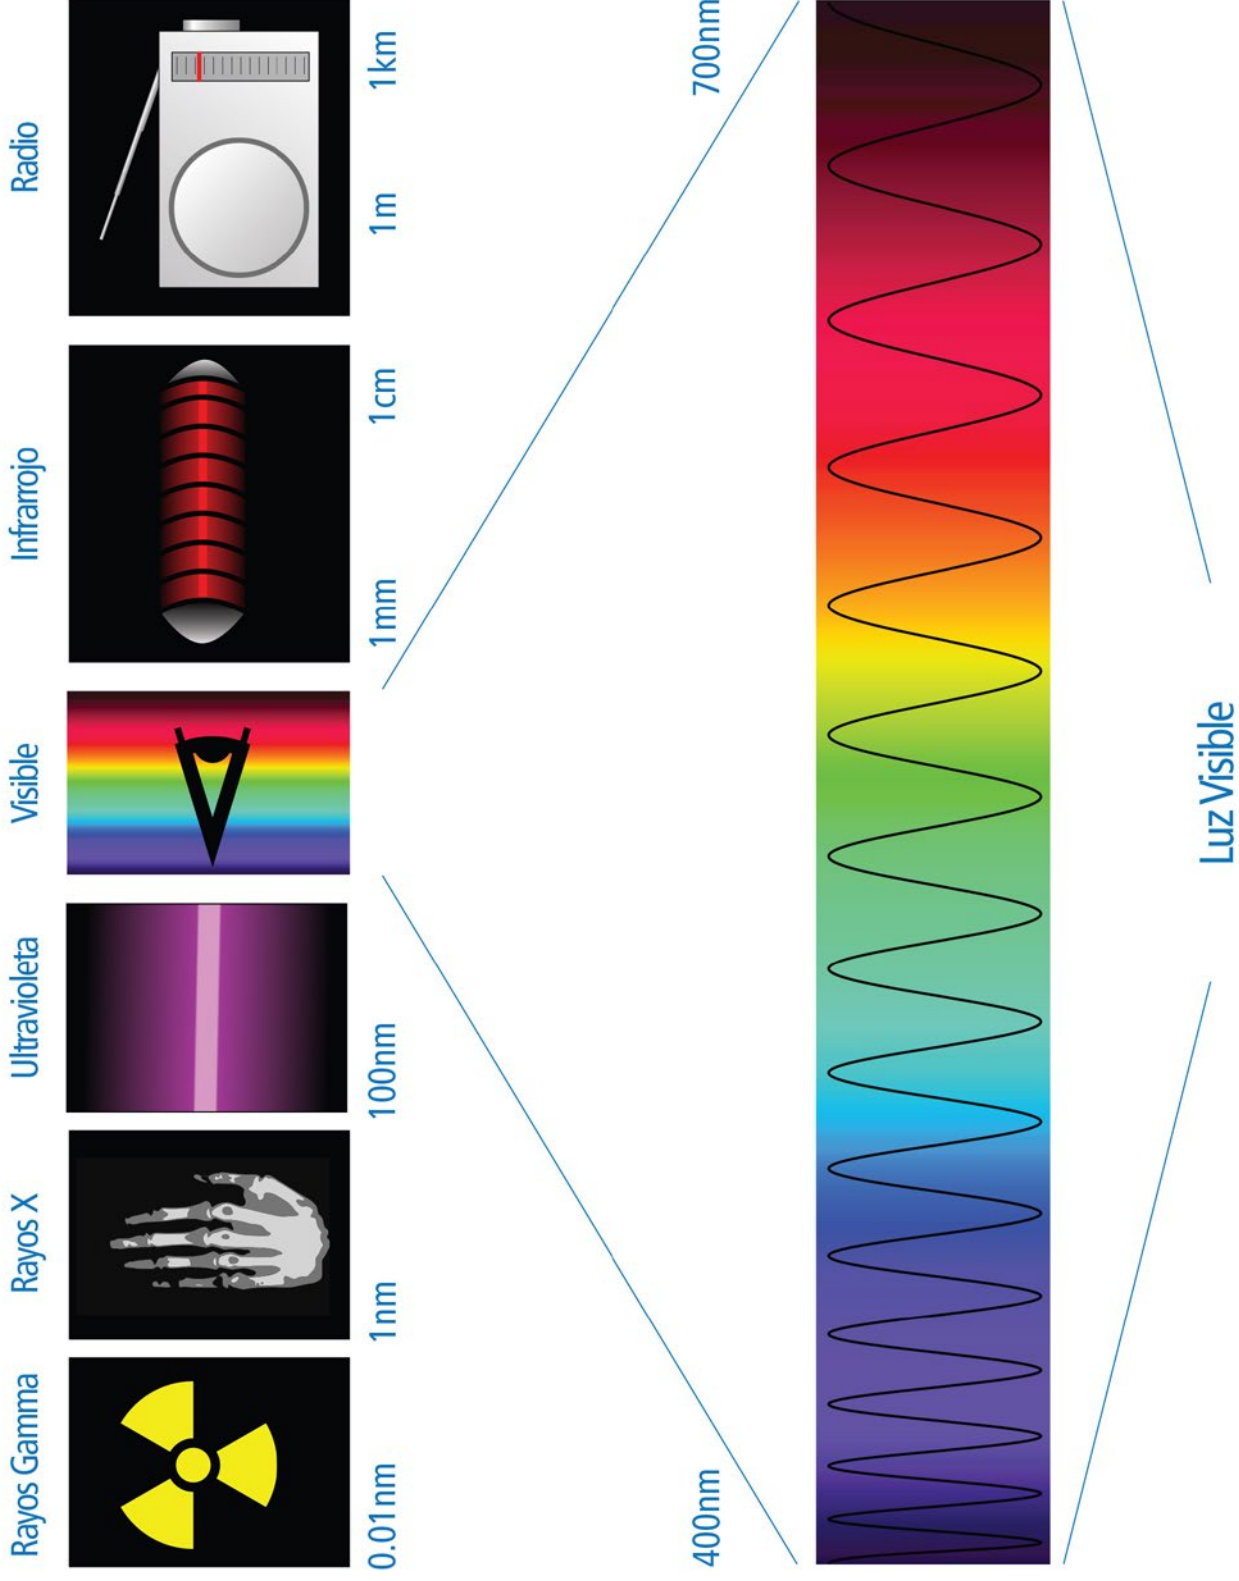 Rayos Gamma
Rayos X
Ultravioleta
Visible
Infrarrojo
Radio
0.01nm
1nm
100nm
1mm
1cm
1m
1km
400nm
700nm
Luz Visible